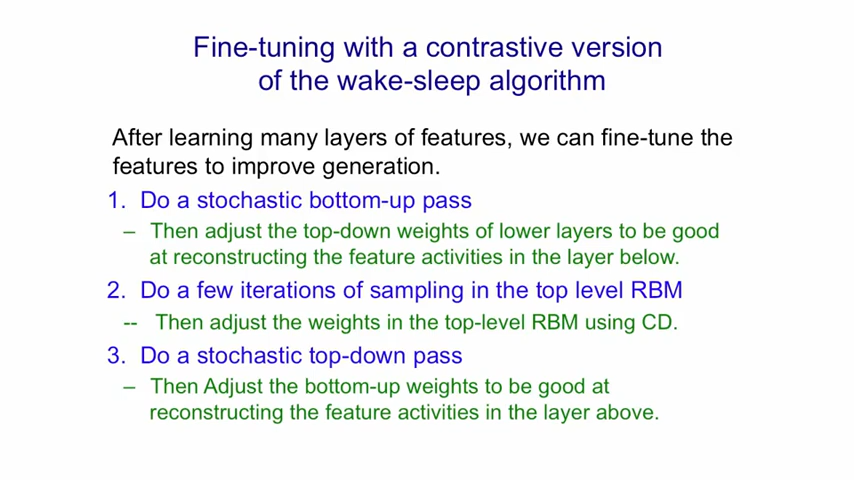 Fine-tuning with a contrastive version
of the wake-sleep algorithm
After learning many layers of features, we can fine-tune the
features to improve generation.
1. Do a stochastic bottom-up pass
– Then adjust the top-down weights of lower layers to be good
at reconstructing the feature activities in the layer below.
2. Do a few iterations of sampling in the top level RBM
-- Then adjust the weights in the top-level RBM using CD.
3. Do a stochastic top-down pass
– Then Adjust the bottom-up weights to be good at
reconstructing the feature activities in the layer above.